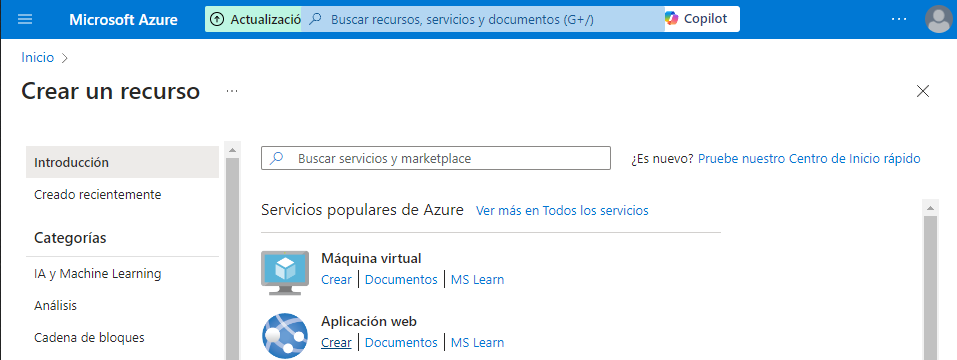 Microsoft Azure Actualizació Buscar recursos, servicios y documentos (G+/) Copilot ...
Inicio >
Crear un recurso ...
Introducción
Creado recientemente
Categorías
IA y Machine Learning
Análisis
Cadena de bloques
Buscar servicios y marketplace
¿Es nuevo? Pruebe nuestro Centro de Inicio rápido
Servicios populares de Azure Ver más en Todos los servicios
Máquina virtual
Crear | Documentos | MS Learn
Aplicación web
Crear | Documentos | MS Learn